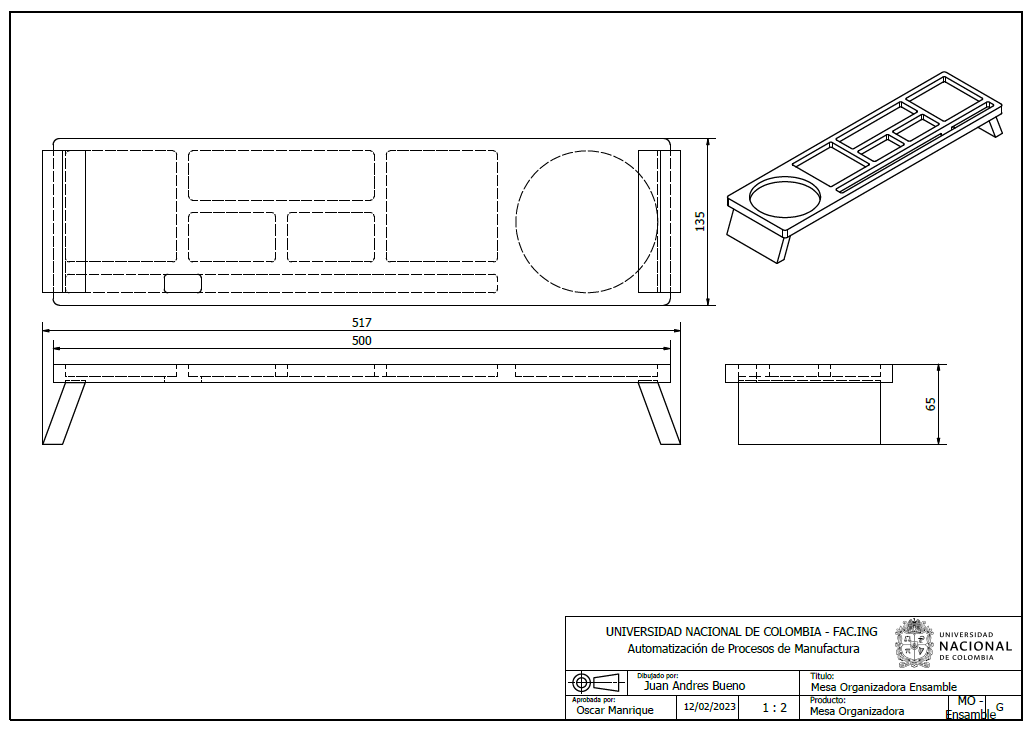 135
517
500
65
UNIVERSIDAD NACIONAL DE COLOMBIA - FAC.ING
Automatización de Procesos de Manufactura
UNIVERSIDAD
NACIONAL
DE COLOMBIA
Dibujado por:
Juan Andres Bueno
Titulo:
Mesa Organizadora Ensamble
Aprobada por:
Oscar Manrique
12/02/2023
1 : 2
Producto:
Mesa Organizadora
MO -
Ensamble
G